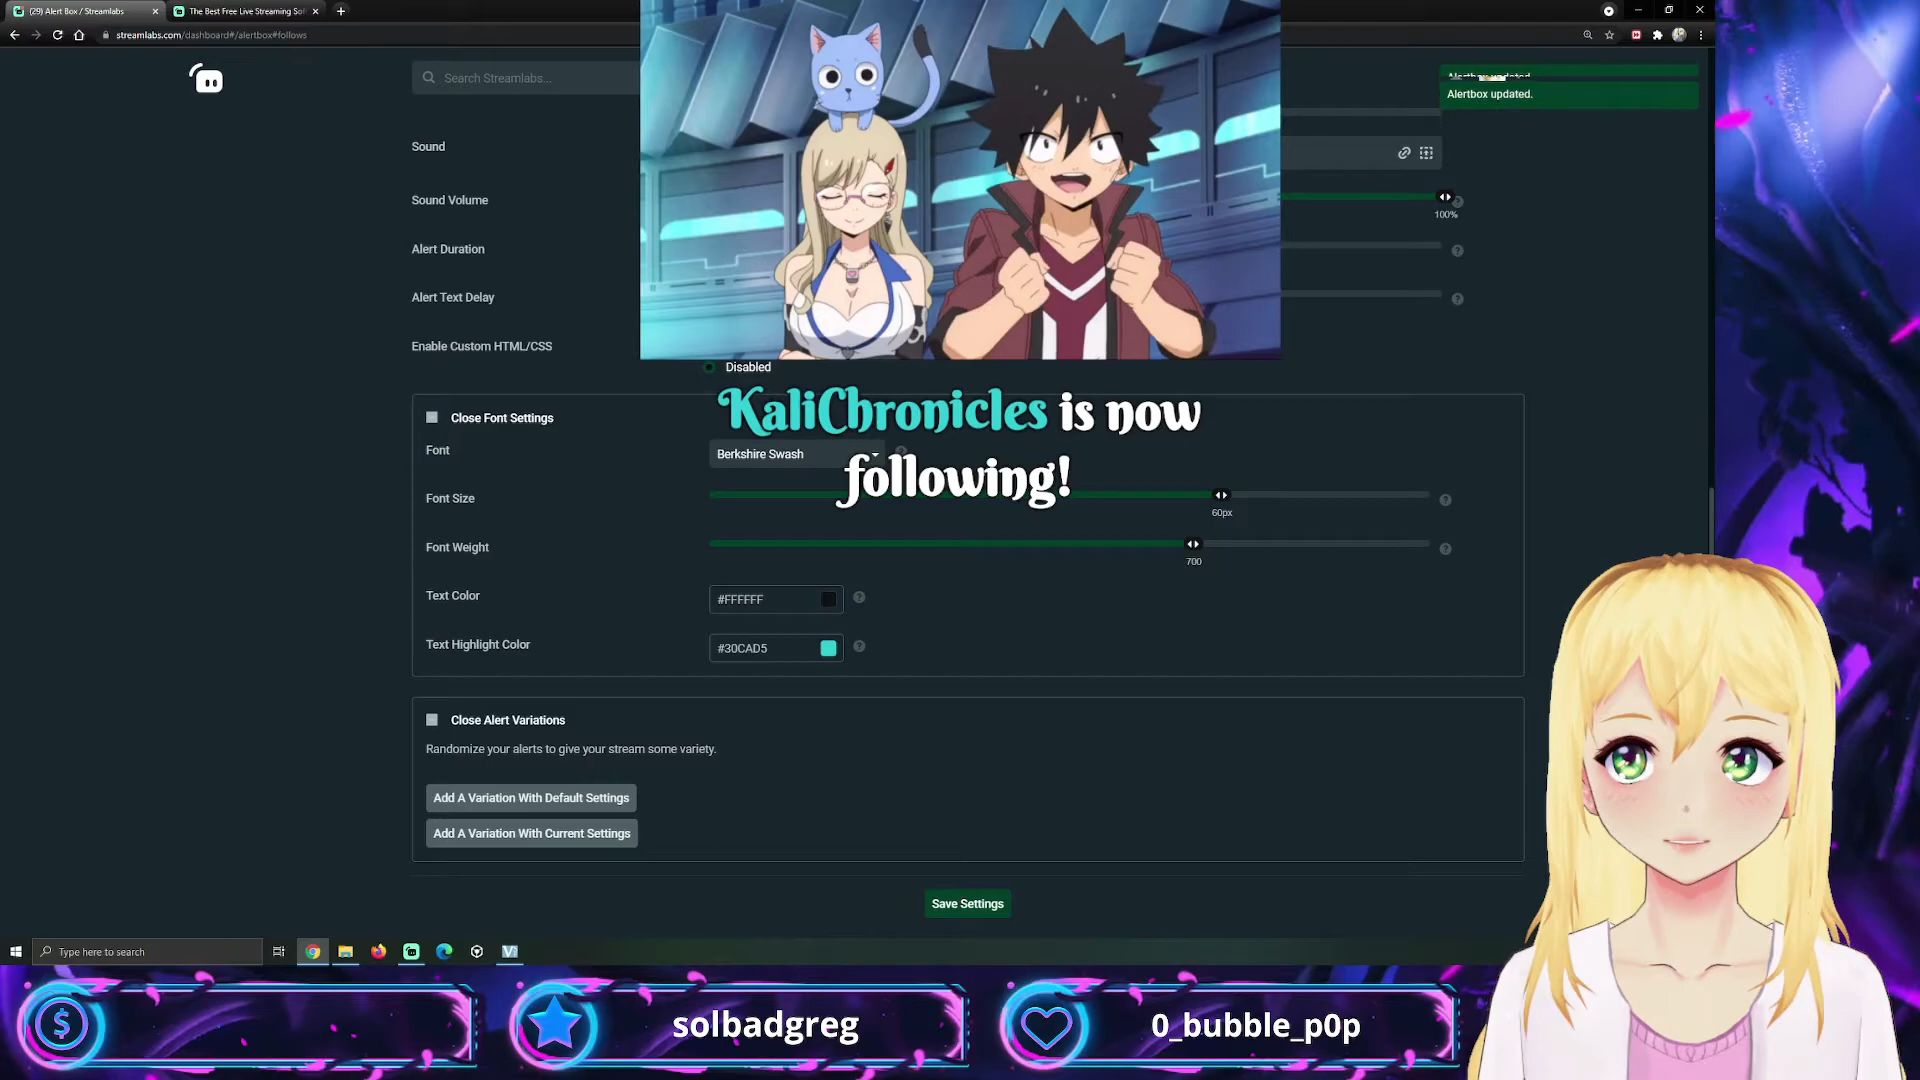 (29) Alert Box / Streamlabs
The Best Free Live Streaming So
streamlabs.com/dashboard#/alertbox#follows
Search Streamlabs...
Alertbox updated.
Alertbox updated.
Sound
Sound Volume
100%
Alert Duration
Alert Text Delay
Enable Custom HTML/CSS
Disabled
KaliChronicles is now
following!
Close Font Settings
Font
Berkshire Swash
Font Size
60px
Font Weight
700
Text Color
#FFFFFF
Text Highlight Color
#30CAD5
Close Alert Variations
Randomize your alerts to give your stream some variety.
Add A Variation With Default Settings
Add A Variation With Current Settings
Save Settings
Type here to search
solbadgreg
0_bubble_p0p